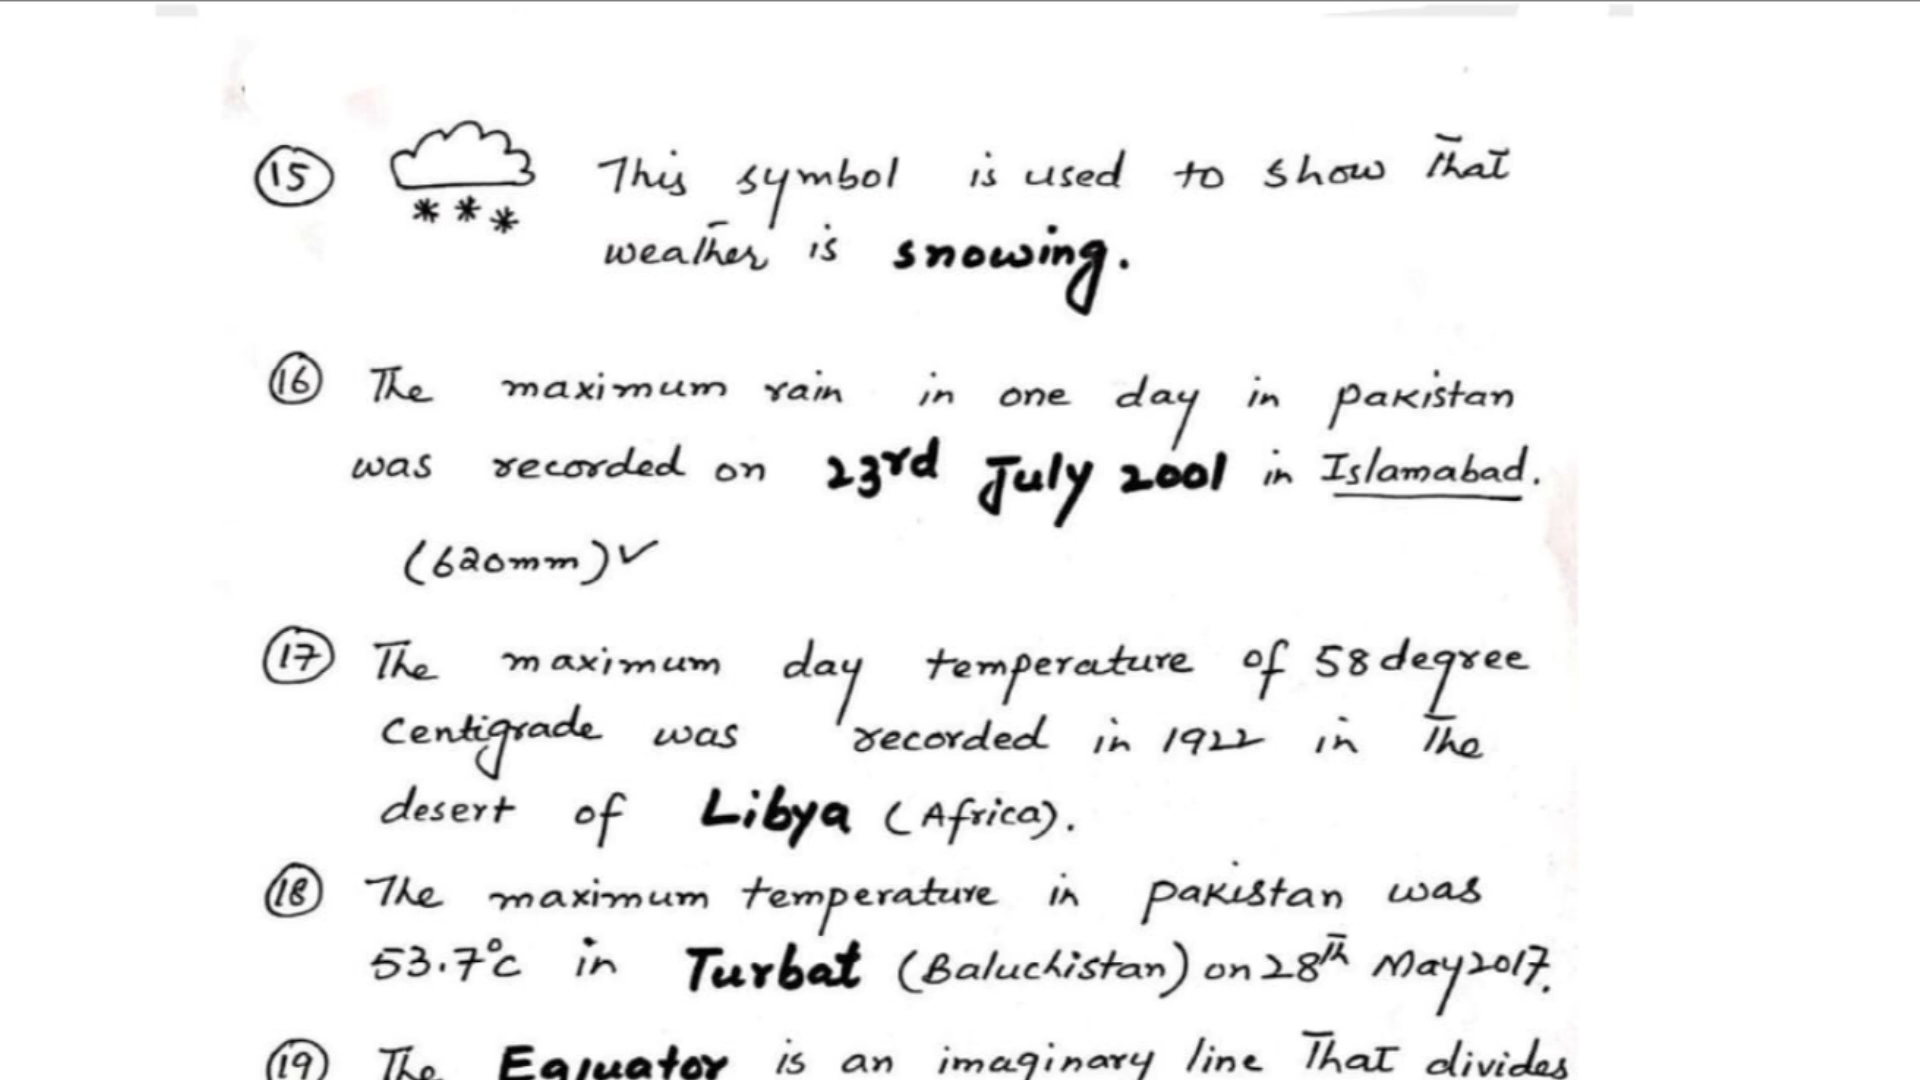 15 This symbol is used to show that
weather is snowing.
16 The maximum rain in one day in pakistan
was recorded on 23rd July 2001 in Islamabad.
(620mm)✓
17 The maximum day temperature of 58 degree
Centigrade was recorded in 1922 in the
desert of Libya (Africa).
18 The maximum temperature in pakistan was
53.7°c in Turbat (Baluchistan) on 28th May 2017.
19 The Equator is an imaginary line that divides